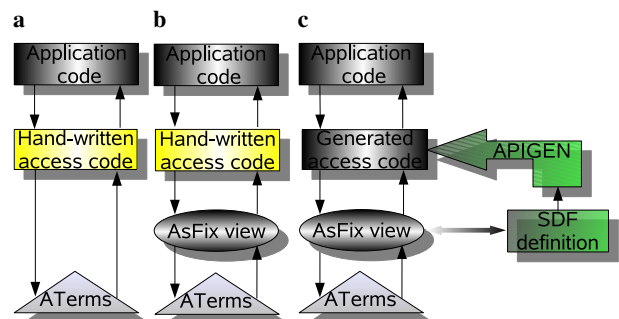 a
b
c
Application
code
Application
code
Application
code
Hand-written
access code
Hand-written
access code
Generated
access code
APIGEN
AsFix view
AsFix view
SDF
definition
ATerms
ATerms
ATerms